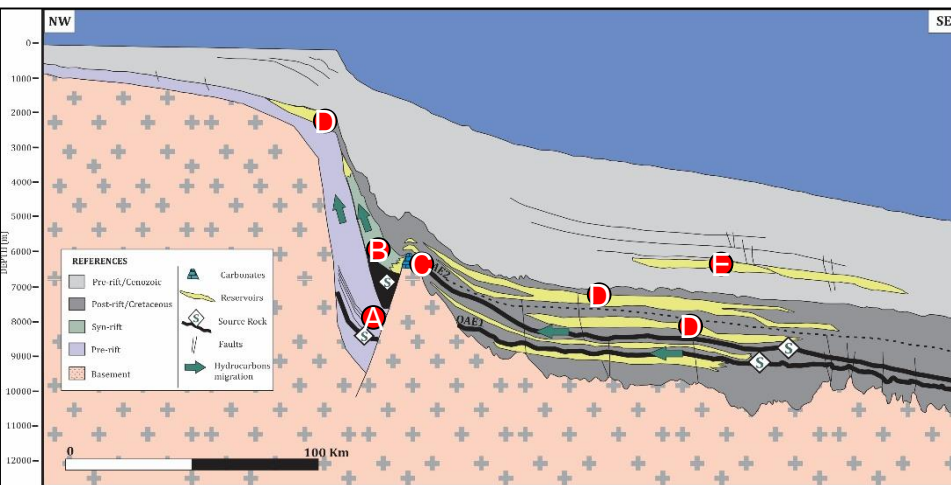 NW
SE
0
1000
2000
3000
4000
5000
6000
7000
8000
9000
10000
11000
12000
DEPTH [m]
D
B
C
E
D
D
A
S
S
S
S
OAE1
REFERENCES
Pre-rift/Cenozoic
Post-rift/Cretaceous
Syn-rift
Pre-rift
Basement
Carbonates
Reservoirs
S
Source Rock
Faults
Hydrocarbons
migration
0
100 Km